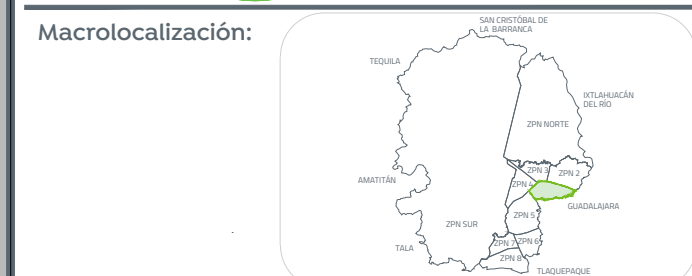 Macrolocalización:
SAN CRISTÓBAL DE
LA BARRANCA
TEQUILA
IXTLAHUACÁN
DEL RÍO
ZPN NORTE
ZPN 3
ZPN 2
AMATITÁN
ZPN 4
GUADALAJARA
ZPN 5
ZPN SUR
ZPN 7
ZPN 6
TALA
ZPN 8
TLAQUEPAQUE